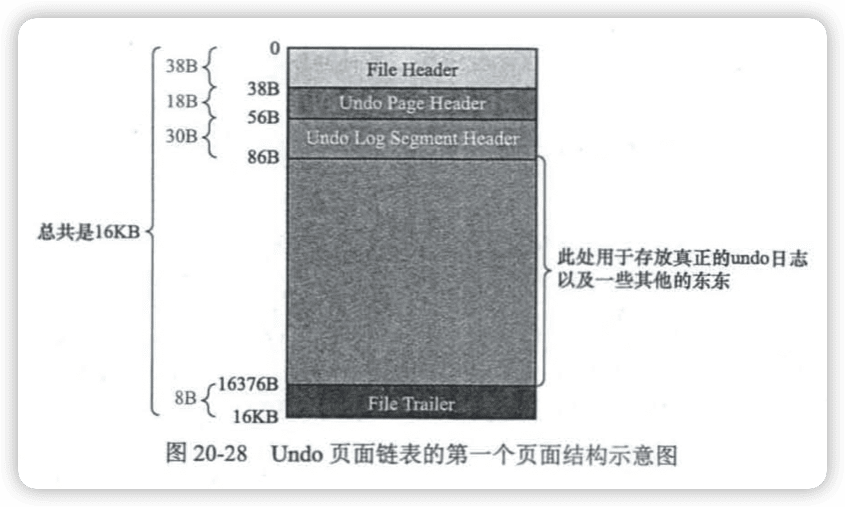 0
File Header
38B
38B
Undo Page Header
18B
56B
Undo Log Segment Header
30B
86B
总共是16KB
此处用于存放真正的undo日志
以及一些其他的东东
16376B
8B
File Trailer
16KB
图 20-28 Undo 页面链表的第一个页面结构示意图